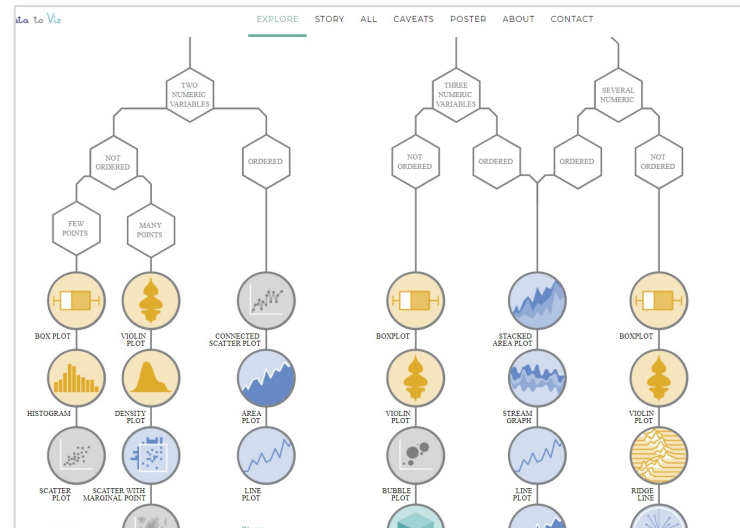 ata to Viz
EXPLORE STORY ALL CAVEATS POSTER ABOUT CONTACT
TWO
NUMERIC
VARIABLES
THREE
NUMERIC
VARIABLES
SEVERAL
NUMERIC
NOT
ORDERED
ORDERED
NOT
ORDERED
ORDERED
ORDERED
NOT
ORDERED
FEW
POINTS
MANY
POINTS
BOX PLOT
VIOLIN
PLOT
CONNECTED
SCATTER PLOT
BOXPLOT
STACKED
AREA PLOT
BOXPLOT
HISTOGRAM
DENSITY
PLOT
AREA
PLOT
VIOLIN
PLOT
STREAM
GRAPH
VIOLIN
PLOT
SCATTER
PLOT
SCATTER WITH
MARGINAL POINT
LINE
PLOT
BUBBLE
PLOT
LINE
PLOT
RIDGE
LINE